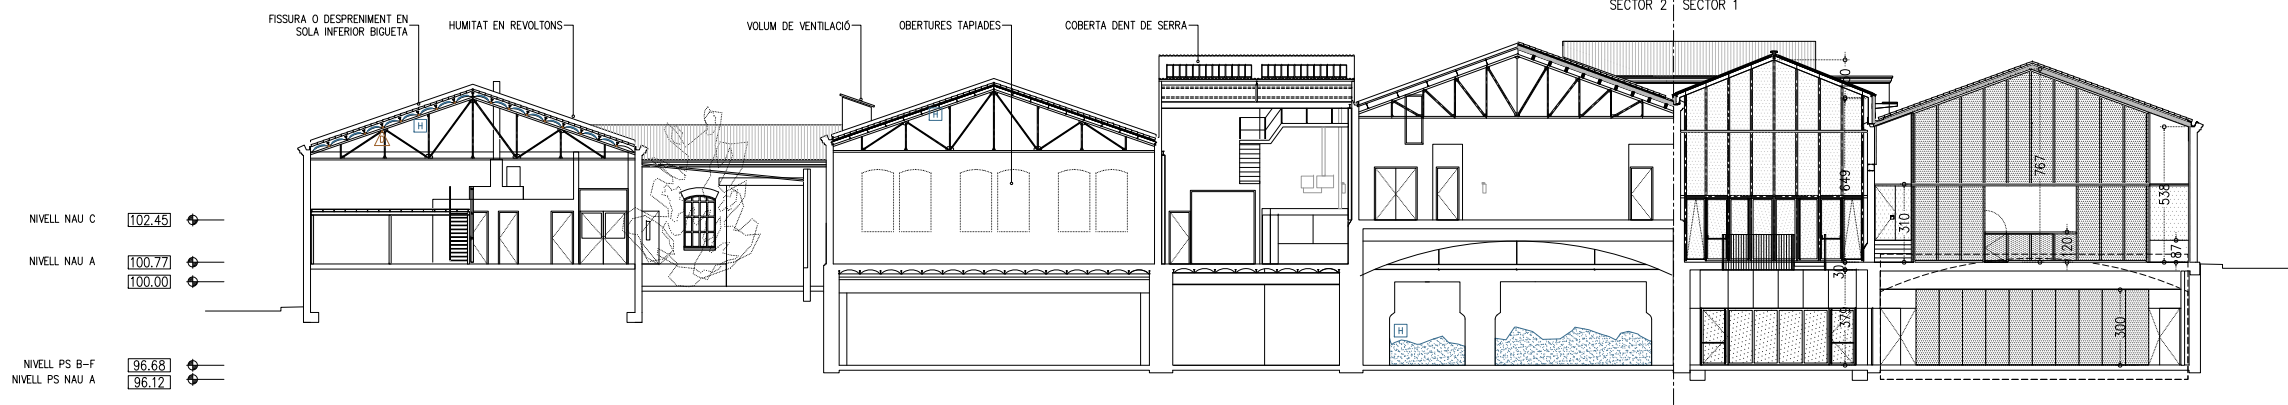 SECTOR 2 SECTOR 1
FISSURA O DESPRENIMENT EN
SOLA INFERIOR BIGUETA
HUMITAT EN REVOLTONS
VOLUM DE VENTILACIÓ
OBERTURES TAPIADES
COBERTA DENT DE SERRA
H
H
D
649
767
538
310
120
87
30
379
300
H
NIVELL NAU C 102.45
NIVELL NAU A 100.77
100.00
NIVELL PS B-F 96.68
NIVELL PS NAU A 96.12